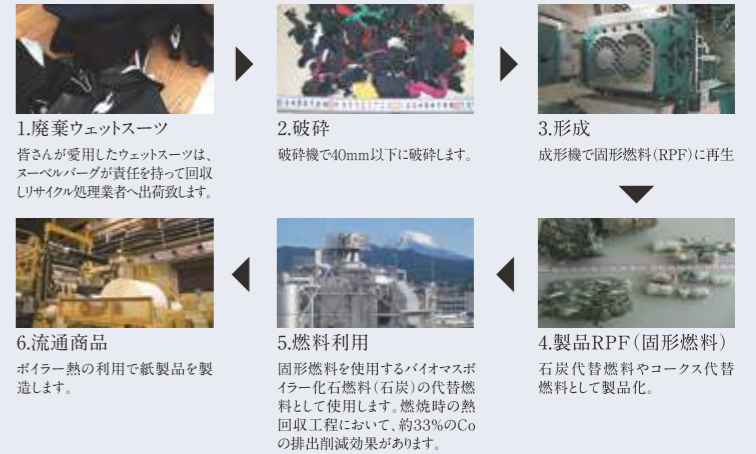 1.廃棄ウェットスーツ
皆さんが愛用したウェットスーツは、
ヌーベルバーグが責任を持って回収
しリサイクル処理業者へ出荷致します。
2.破砕
破砕機で40mm以下に破砕します。
3.形成
成形機で固形燃料(RPF)に再生
4.製品RPF(固形燃料)
石炭代替燃料やコークス代替
燃料として製品化。
5.燃料利用
固形燃料を使用するバイオマスボ
イラー化石燃料(石炭)の代替燃
料として使用します。燃焼時の熱
回収工程において、約33%のCo
の排出削減効果があります。
6.流通商品
ボイラー熱の利用で紙製品を製
造します。